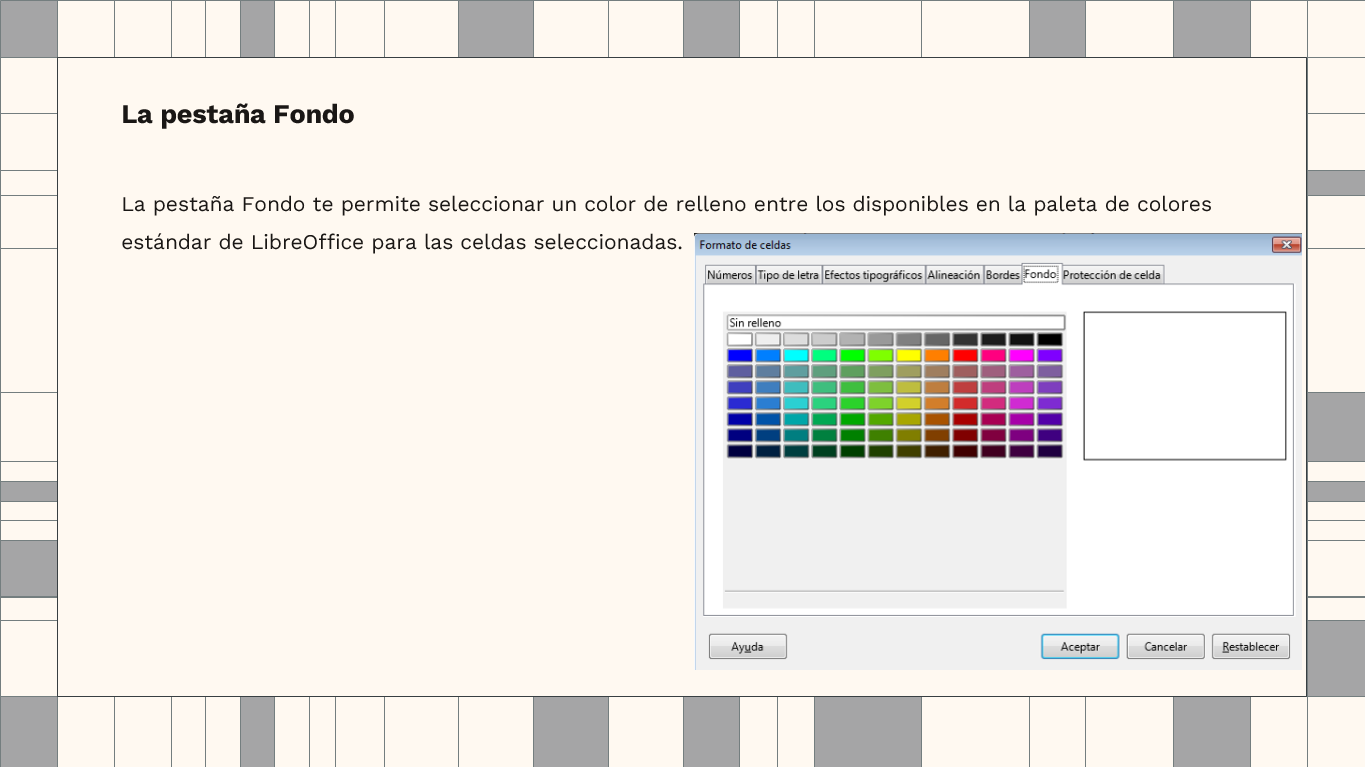 La pestaña Fondo
La pestaña Fondo te permite seleccionar un color de relleno entre los disponibles en la paleta de colores
estándar de LibreOffice para las celdas seleccionadas.
Formato de celdas
Números Tipo de letra Efectos tipográficos Alineación Bordes Fondo Protección de celda
Sin relleno
Ayuda Aceptar Cancelar Restablecer